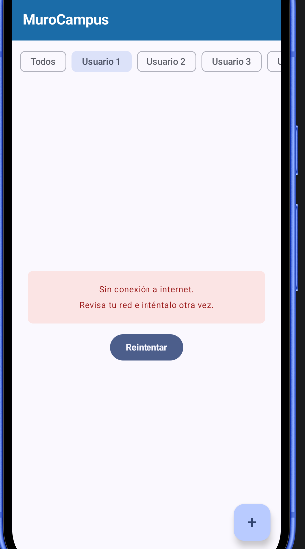 MuroCampus
Todos
Usuario 1
Usuario 2
Usuario 3
Sin conexión a internet.
Revisa tu red e inténtalo otra vez.
Reintentar
+